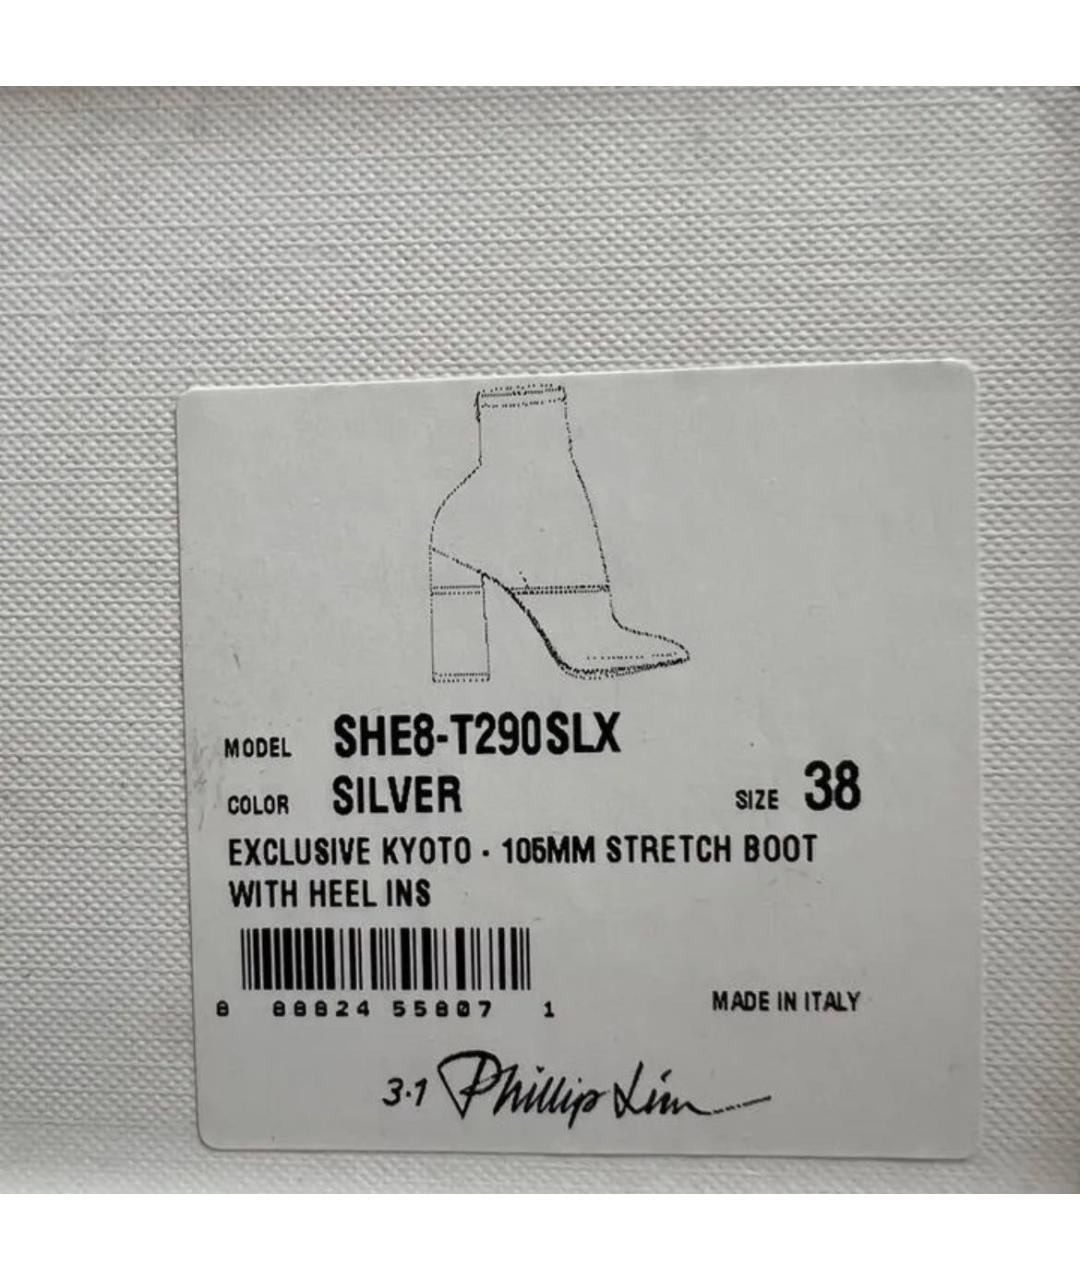 MODEL SHE8-T290SLX
COLOR SILVER SIZE 38
EXCLUSIVE KYOTO - 105MM STRETCH BOOT
WITH HEEL INS
8 88824 55807 1
MADE IN ITALY
3.1 Phillip Lim